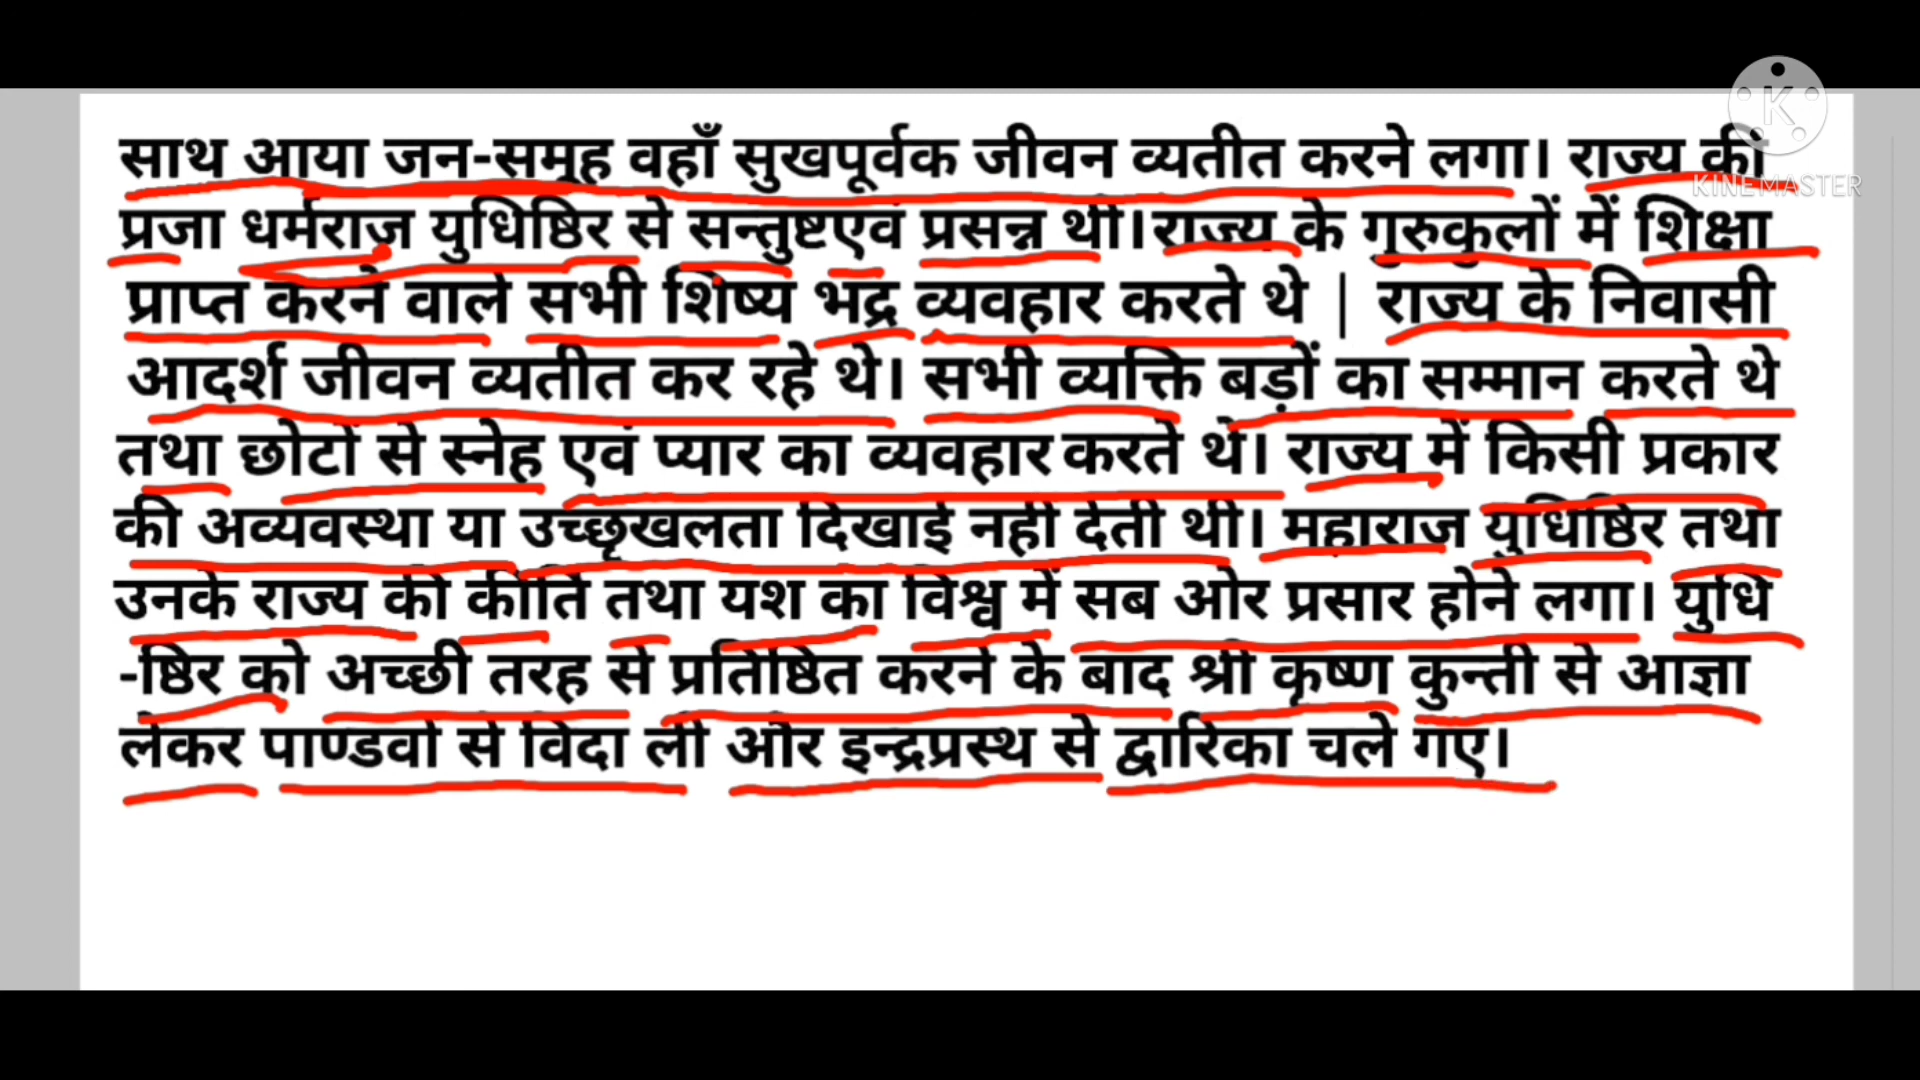 साथ आया जन-समूह वहाँ सुखपूर्वक जीवन व्यतीत करने लगा। राज्य की
प्रजा धर्मराज युधिष्ठिर से सन्तुष्टएवं प्रसन्न थी।राज्य के गुरुकुलों में शिक्षा
प्राप्त करने वाले सभी शिष्य भद्र व्यवहार करते थे | राज्य के निवासी
आदर्श जीवन व्यतीत कर रहे थे। सभी व्यक्ति बड़ों का सम्मान करते थे
तथा छोटों से स्नेह एवं प्यार का व्यवहार करते थे। राज्य में किसी प्रकार
की अव्यवस्था या उच्छृंखलता दिखाई नहीं देती थी। महाराज युधिष्ठिर तथा
उनके राज्य की कीर्ति तथा यश का विश्व में सब ओर प्रसार होने लगा। युधि
-ष्ठिर को अच्छी तरह से प्रतिष्ठित करने के बाद श्री कृष्ण कुन्ती से आज्ञा
लेकर पाण्डवों से विदा ली और इन्द्रप्रस्थ से द्वारिका चले गए।
K
KINEMASTER